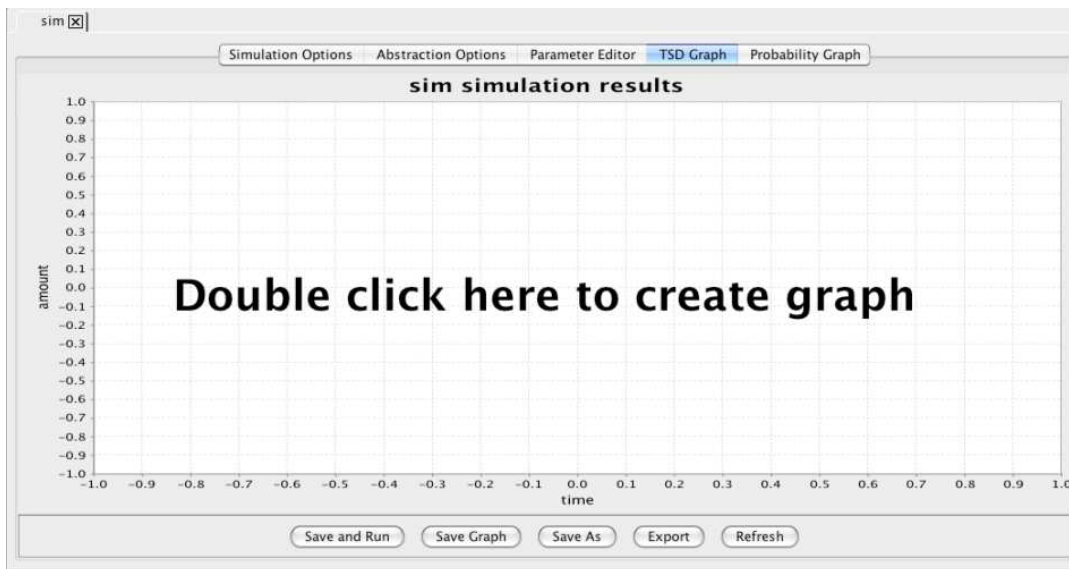 sim
Simulation Options Abstraction Options Parameter Editor TSD Graph Probability Graph
sim simulation results
1.0
0.9
0.8
0.7
0.6
0.5
0.4
0.3
0.2
0.1
0.0
-0.1
-0.2
-0.3
-0.4
-0.5
-0.6
-0.7
-0.8
-0.9
-1.0
amount
Double click here to create graph
-1.0 -0.9 -0.8 -0.7 -0.6 -0.5 -0.4 -0.3 -0.2 -0.1 0.0 0.1 0.2 0.3 0.4 0.5 0.6 0.7 0.8 0.9 1.0
time
Save and Run Save Graph Save As Export Refresh